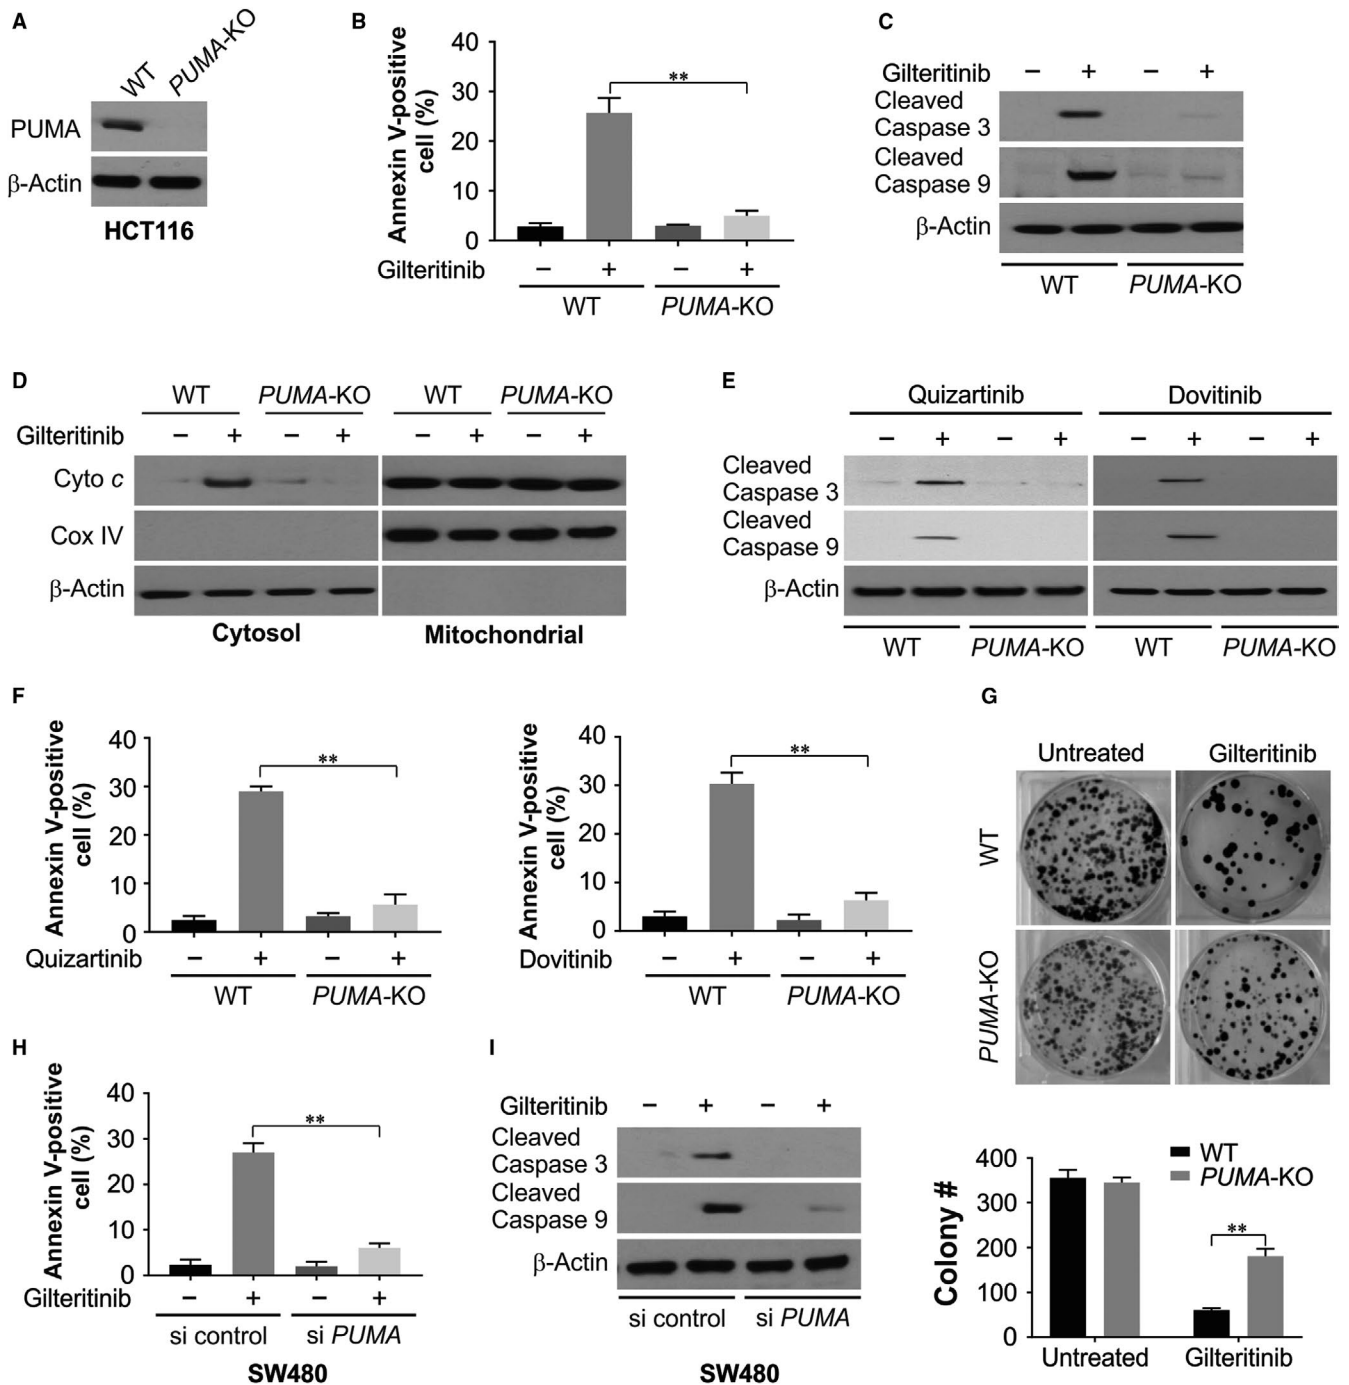 A
WT
PUMA-KO
PUMA
β-Actin
HCT116
B
Annexin V-positive
cell (%)
40
30
20
10
0
**
Gilteritinib − + − +
WT PUMA-KO
C
Gilteritinib − + − +
Cleaved
Caspase 3
Cleaved
Caspase 9
β-Actin
WT PUMA-KO
D
WT PUMA-KO WT PUMA-KO
Gilteritinib − + − + − + − +
Cyto c
Cox IV
β-Actin
Cytosol Mitochondrial
E
Quizartinib Dovitinib
− + − + − + − +
Cleaved
Caspase 3
Cleaved
Caspase 9
β-Actin
WT PUMA-KO WT PUMA-KO
F
Annexin V-positive
cell (%)
40
30
20
10
0
**
Quizartinib − + − +
WT PUMA-KO
Annexin V-positive
cell (%)
40
30
20
10
0
**
Dovitinib − + − +
WT PUMA-KO
G
Untreated Gilteritinib
WT
PUMA-KO
Colony #
400
300
200
100
0
WT
PUMA-KO
**
Untreated Gilteritinib
H
Annexin V-positive
cell (%)
40
30
20
10
0
**
Gilteritinib − + − +
si control si PUMA
SW480
I
Gilteritinib − + − +
Cleaved
Caspase 3
Cleaved
Caspase 9
β-Actin
si control si PUMA
SW480